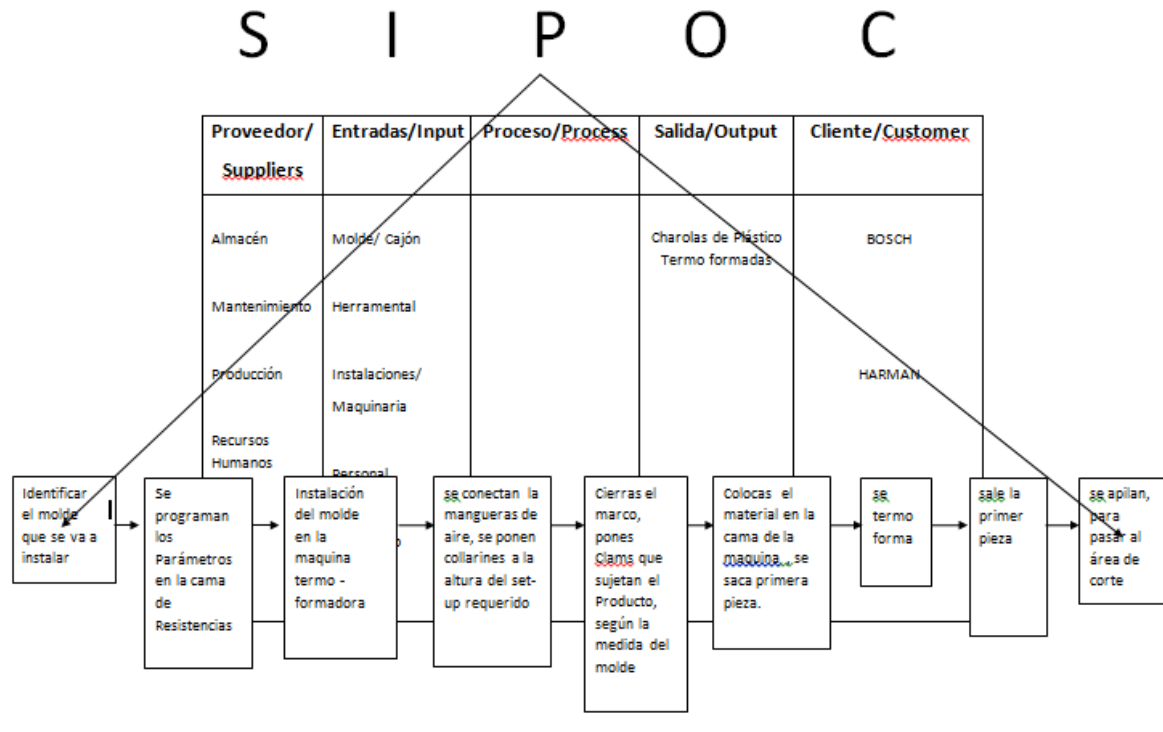 S I P O C
Proveedor/
Suppliers
Entradas/Input
Proceso/Process
Salida/Output
Cliente/Customer
Almacén
Mantenimiento
Producción
Recursos
Humanos
Molde/ Cajón
Herramental
Instalaciones/
Maquinaria
Personal
Charolas de Plástico
Termo formadas
BOSCH
HARMAN
Identificar
el molde
que se va a
instalar
Se
programan
los
Parámetros
en la cama
de
Resistencias
Instalación
del molde
en la
maquina
termo -
formadora
se conectan la
mangueras de
aire, se ponen
collarines a la
altura del set-
up requerido
Cierras el
marco,
pones
Clams que
sujetan el
Producto,
según la
medida del
molde
Colocas el
material en la
cama de la
maquina , se
saca primera
pieza.
se
termo
forma
sale la
primer
pieza
se apilan,
para
pasar al
área de
corte